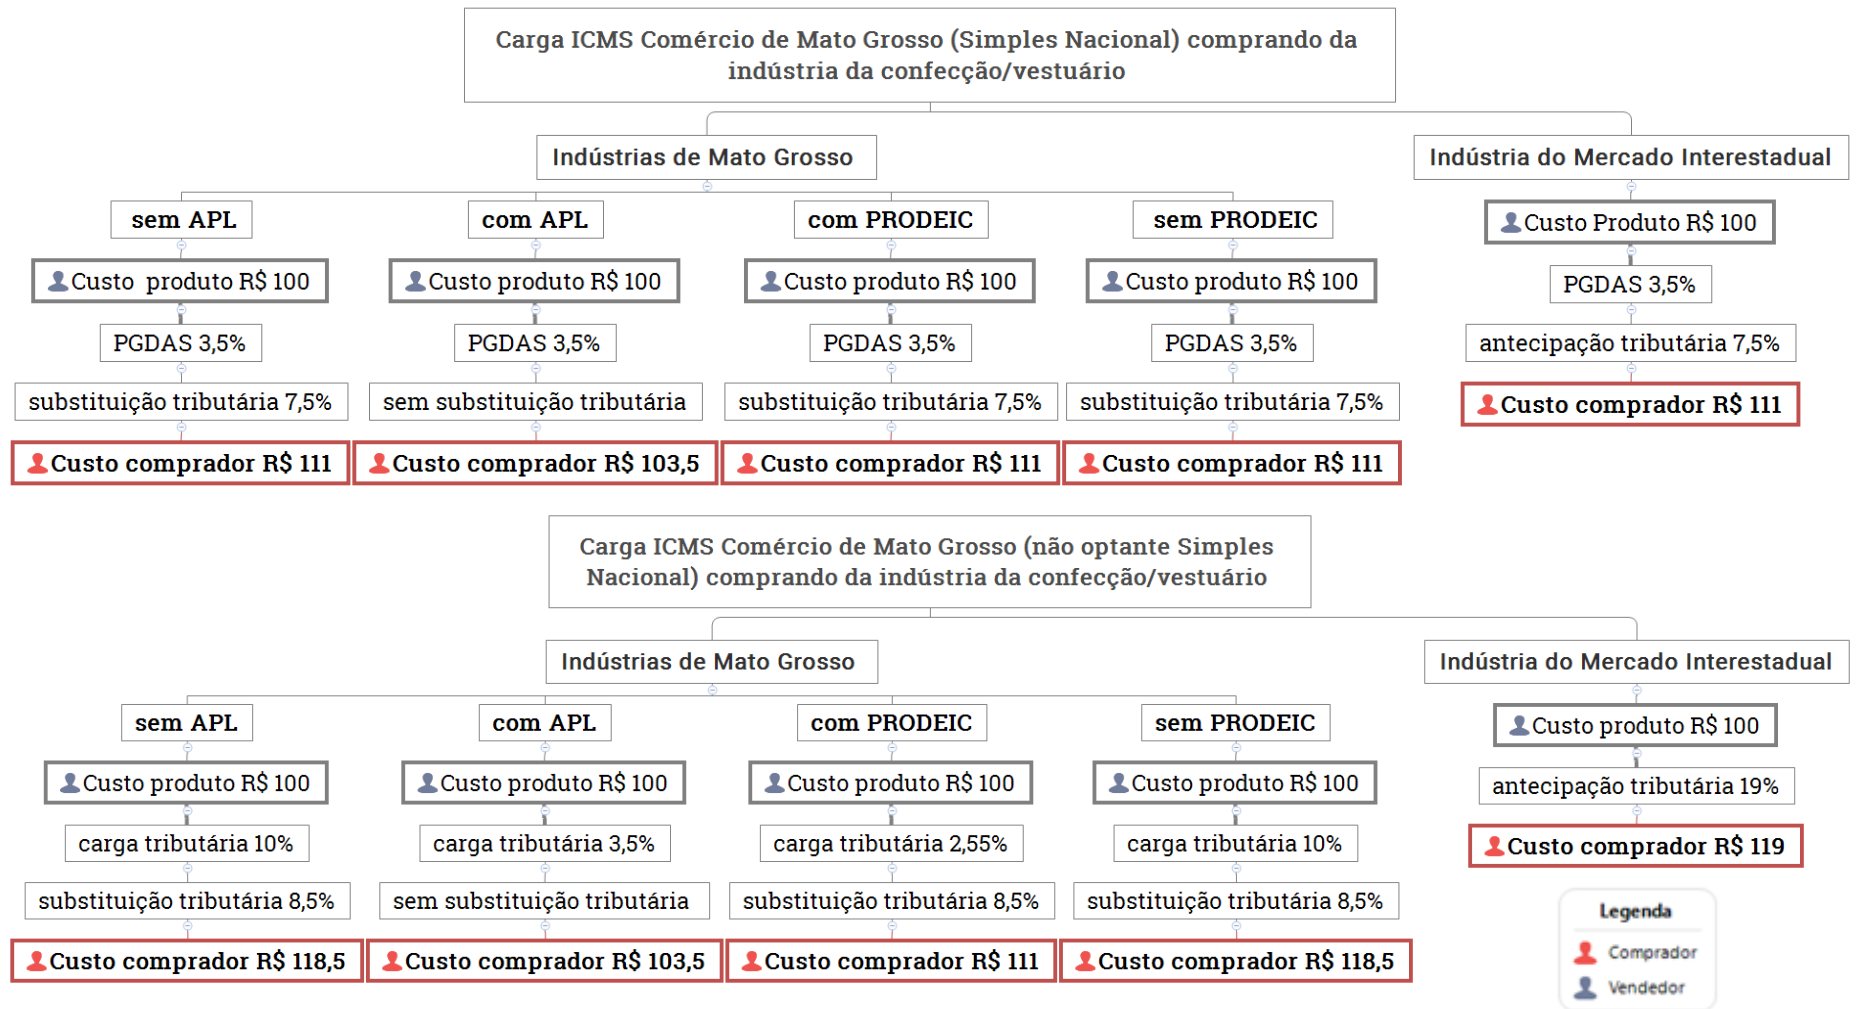 Carga ICMS Comércio de Mato Grosso (Simples Nacional) comprando da
indústria da confecção/vestuário
Indústrias de Mato Grosso
Indústria do Mercado Interestadual
sem APL
com APL
com PRODEIC
sem PRODEIC
Custo Produto R$ 100
Custo  produto R$ 100
Custo produto R$ 100
Custo produto R$ 100
Custo produto R$ 100
PGDAS 3,5%
PGDAS 3,5%
PGDAS 3,5%
PGDAS 3,5%
PGDAS 3,5%
antecipação tributária 7,5%
substituição tributária 7,5%
sem substituição tributária
substituição tributária 7,5%
substituição tributária 7,5%
Custo comprador R$ 111
Custo comprador R$ 111
Custo comprador R$ 103,5
Custo comprador R$ 111
Custo comprador R$ 111
Carga ICMS Comércio de Mato Grosso (não optante Simples
Nacional) comprando da indústria da confecção/vestuário
Indústrias de Mato Grosso
Indústria do Mercado Interestadual
sem APL
com APL
com PRODEIC
sem PRODEIC
Custo produto R$ 100
Custo produto R$ 100
Custo produto R$ 100
Custo produto R$ 100
Custo produto R$ 100
antecipação tributária 19%
carga tributária 10%
carga tributária 3,5%
carga tributária 2,55%
carga tributária 10%
Custo comprador R$ 119
substituição tributária 8,5%
sem substituição tributária
substituição tributária 8,5%
substituição tributária 8,5%
Custo comprador R$ 118,5
Custo comprador R$ 103,5
Custo comprador R$ 111
Custo comprador R$ 118,5
Legenda
Comprador
Vendedor